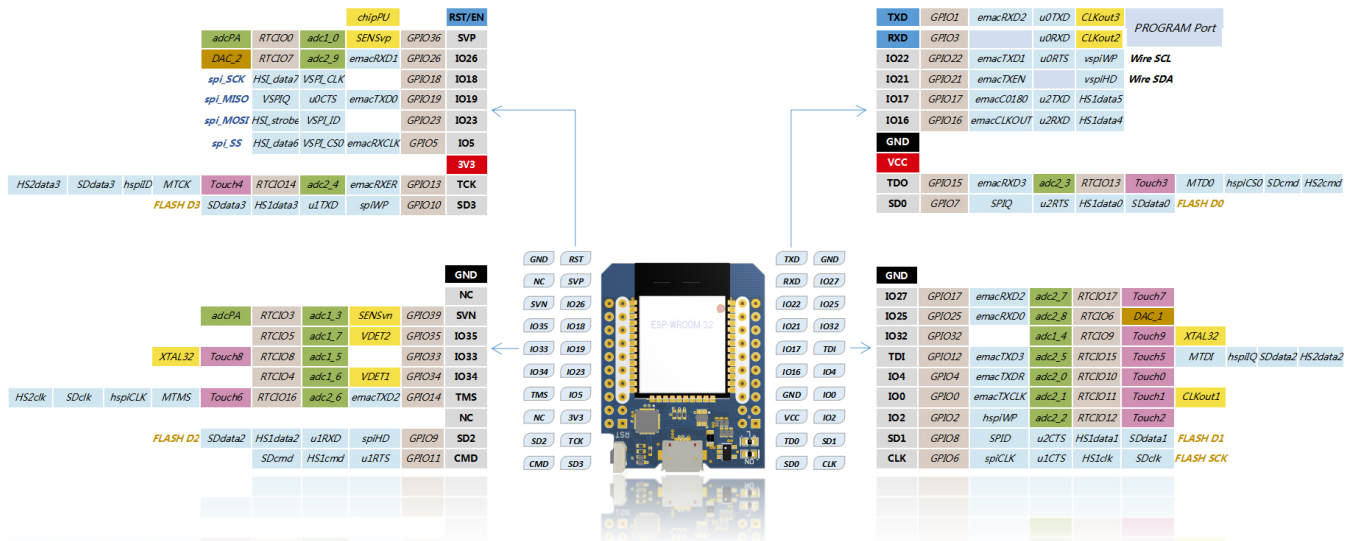 chipPU RST/EN
adcPA RTCIO0 adc1_0 SENSvp GPIO36 SVP
DAC_2 RTCIO7 adc2_9 emacRXD1 GPIO26 IO26
spi_SCK HSI_data7 VSPI_CLK GPIO18 IO18
spi_MISO VSPIQ u0CTS emacTXD0 GPIO19 IO19
spi_MOSI HSI_strobe VSPI_ID GPIO23 IO23
spi_SS HSI_data6 VSPI_CS0 emacRXCLK GPIO5 IO5
3V3
HS2data3 SDdata3 hspiID MTCK Touch4 RTCIO14 adc2_4 emacRXER GPIO13 TCK
FLASH D3 SDdata3 HS1data3 u1TXD spiWP GPIO10 SD3
TXD GPIO1 emacRXD2 u0TXD CLKout3
PROGRAM Port
RXD GPIO3 u0RXD CLKout2
IO22 GPIO22 emacTXD1 u0RTS vspiWP Wire SCL
IO21 GPIO21 emacTXEN vspiHD Wire SDA
IO17 GPIO17 emacC0180 u2TXD HS1data5
IO16 GPIO16 emacCLKOUT u2RXD HS1data4
GND
VCC
TDO GPIO15 emacRXD3 adc2_3 RTCIO13 Touch3 MTD0 hspiCS0 SDcmd HS2cmd
SD0 GPIO7 SPIQ u2RTS HS1data0 SDdata0 FLASH D0
GND
NC
adcPA RTCIO3 adc1_3 SENSvn GPIO39 SVN
RTCIO5 adc1_7 VDET2 GPIO35 IO35
XTAL32 Touch8 RTCIO8 adc1_5 GPIO33 IO33
RTCIO4 adc1_6 VDET1 GPIO34 IO34
HS2clk SDclk hspiCLK MTMS Touch6 RTCIO16 adc2_6 emacTXD2 GPIO14 TMS
NC
FLASH D2 SDdata2 HS1data2 u1RXD spiHD GPIO9 SD2
SDcmd HS1cmd u1RTS GPIO11 CMD
GND RST
NC SVP
SVN IO26
IO35 IO18
IO33 IO19
IO34 IO23
TMS IO5
NC 3V3
SD2 TCK
CMD SD3
ESP-WROOM-32
RST
NO
TXD GND
RXD IO27
IO22 IO25
IO21 IO32
IO17 TDI
IO16 IO4
GND IO0
VCC IO2
TD0 SD1
SD0 CLK
GND
IO27 GPIO17 emacRXD2 adc2_7 RTCIO17 Touch7
IO25 GPIO25 emacRXD0 adc2_8 RTCIO6 DAC_1
IO32 GPIO32 adc1_4 RTCIO9 Touch9 XTAL32
TDI GPIO12 emacTXD3 adc2_5 RTCIO15 Touch5 MTDI hspiIQ SDdata2 HS2data2
IO4 GPIO4 emacTXDR adc2_0 RTCIO10 Touch0
IO0 GPIO0 emacTXCLK adc2_1 RTCIO11 Touch1 CLKout1
IO2 GPIO2 hspiWP adc2_2 RTCIO12 Touch2
SD1 GPIO8 SPID u2CTS HS1data1 SDdata1 FLASH D1
CLK GPIO6 spiCLK u1CTS HS1clk SDclk FLASH SCK